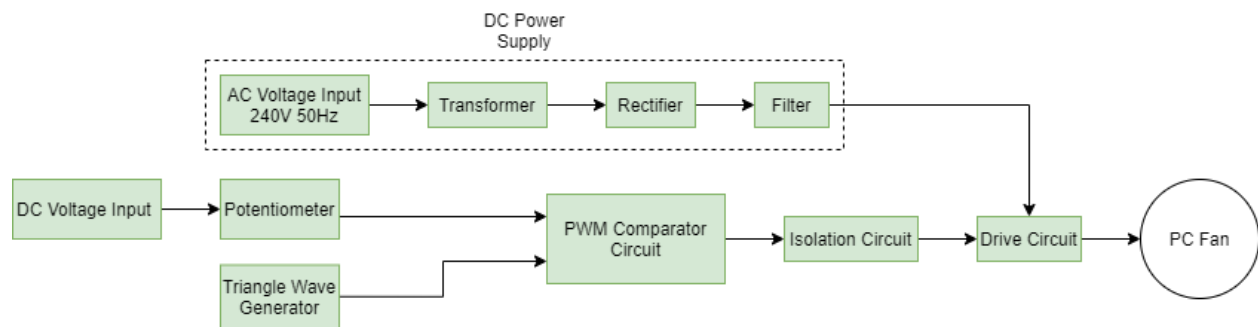 DC Power
Supply
AC Voltage Input
240V 50Hz
Transformer
Rectifier
Filter
DC Voltage Input
Potentiometer
PWM Comparator
Circuit
Isolation Circuit
Drive Circuit
PC Fan
Triangle Wave
Generator